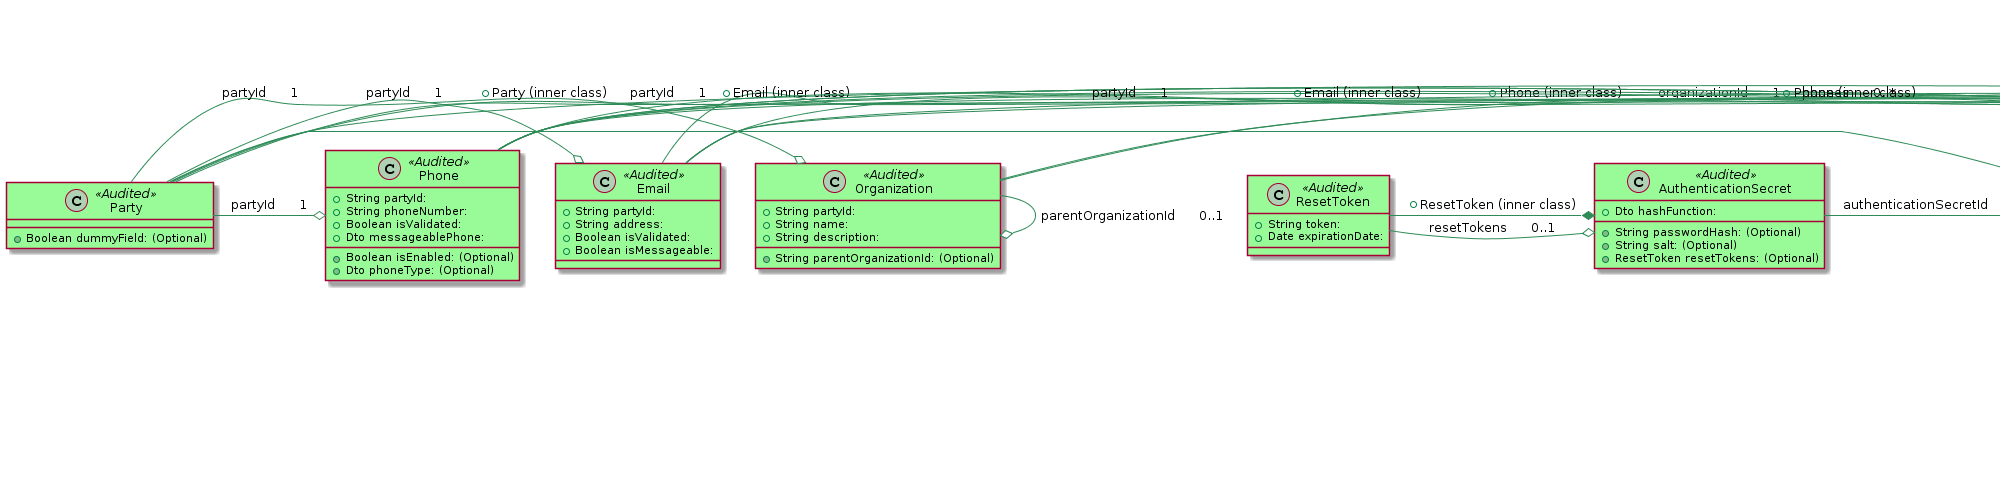 partyId 1
partyId 1
Party (inner class)
partyId 1
Email (inner class)
partyId 1
Email (inner class)
Phone (inner class)
organizationId 1
Phone (inner class)
C «Audited»
Party
Boolean dummyField: (Optional)
partyId 1
C «Audited»
Phone
String partyId:
String phoneNumber:
Boolean isValidated:
Dto messageablePhone:
Boolean isEnabled: (Optional)
Dto phoneType: (Optional)
C «Audited»
Email
String partyId:
String address:
Boolean isValidated:
Boolean isMessageable:
C «Audited»
Organization
String partyId:
String name:
String description:
String parentOrganizationId: (Optional)
parentOrganizationId 0..1
C «Audited»
ResetToken
String token:
Date expirationDate:
ResetToken (inner class)
resetTokens 0..1
C «Audited»
AuthenticationSecret
Dto hashFunction:
String passwordHash: (Optional)
String salt: (Optional)
ResetToken resetTokens: (Optional)
authenticationSecretId